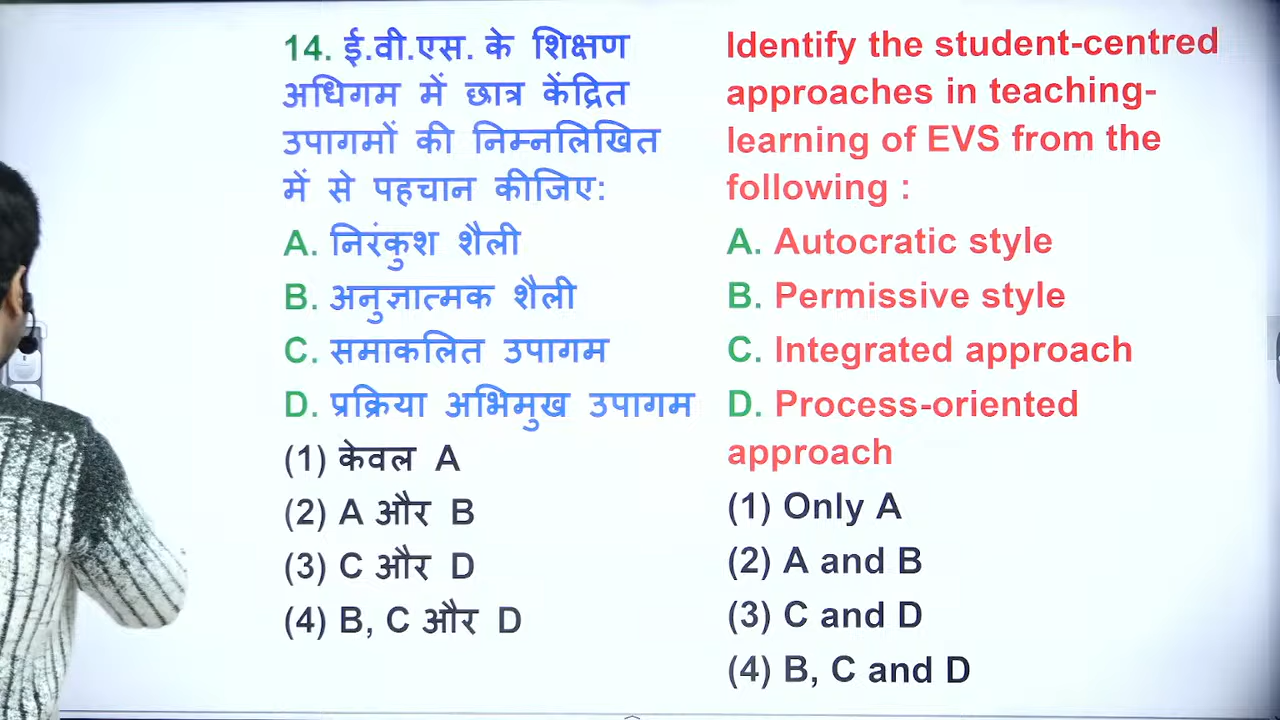 14. ई.वी.एस. के शिक्षण
अधिगम में छात्र केंद्रित
उपागमों की निम्नलिखित
में से पहचान कीजिए:
A. निरंकुश शैली
B. अनुज्ञात्मक शैली
C. समाकलित उपागम
D. प्रक्रिया अभिमुख उपागम
(1) केवल A
(2) A और B
(3) C और D
(4) B, C और D
Identify the student-centred
approaches in teaching-
learning of EVS from the
following :
A. Autocratic style
B. Permissive style
C. Integrated approach
D. Process-oriented
approach
(1) Only A
(2) A and B
(3) C and D
(4) B, C and D